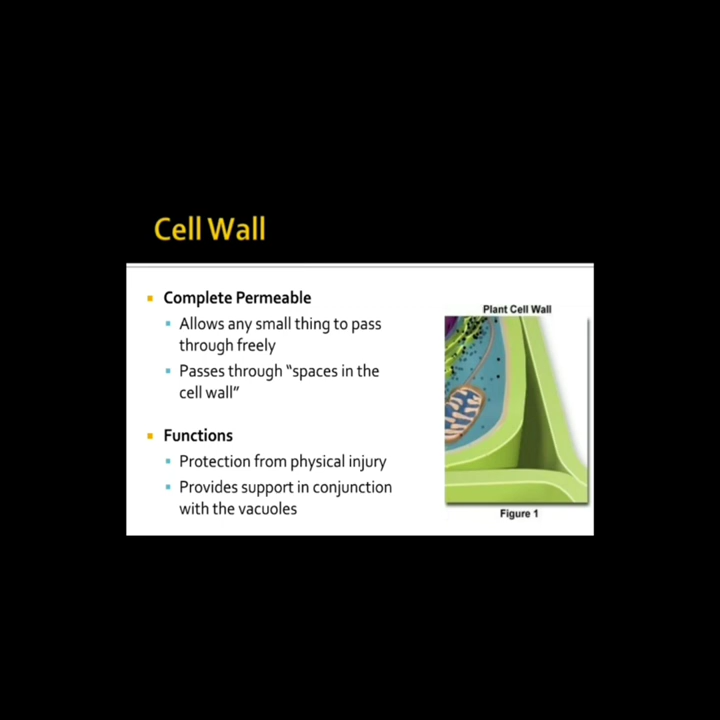 Cell Wall
Complete Permeable
Allows any small thing to pass
through freely
Passes through “spaces in the
cell wall”
Functions
Protection from physical injury
Provides support in conjunction
with the vacuoles
Plant Cell Wall
Figure 1